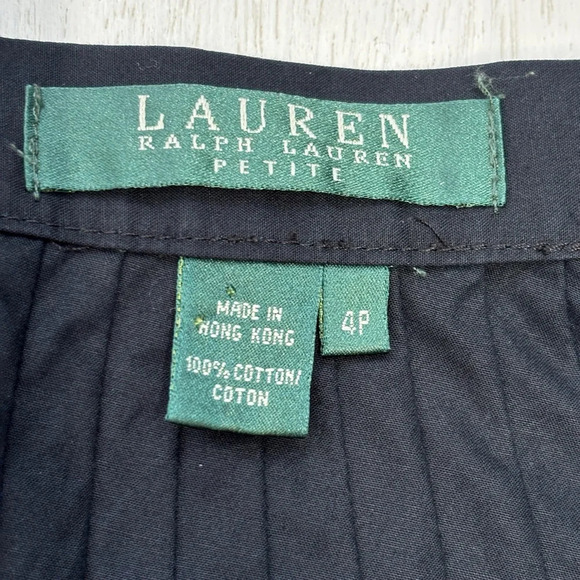 LAUREN
RALPH LAUREN
PETITE
MADE IN
HONG KONG
100% COTTON/
COTON
4P